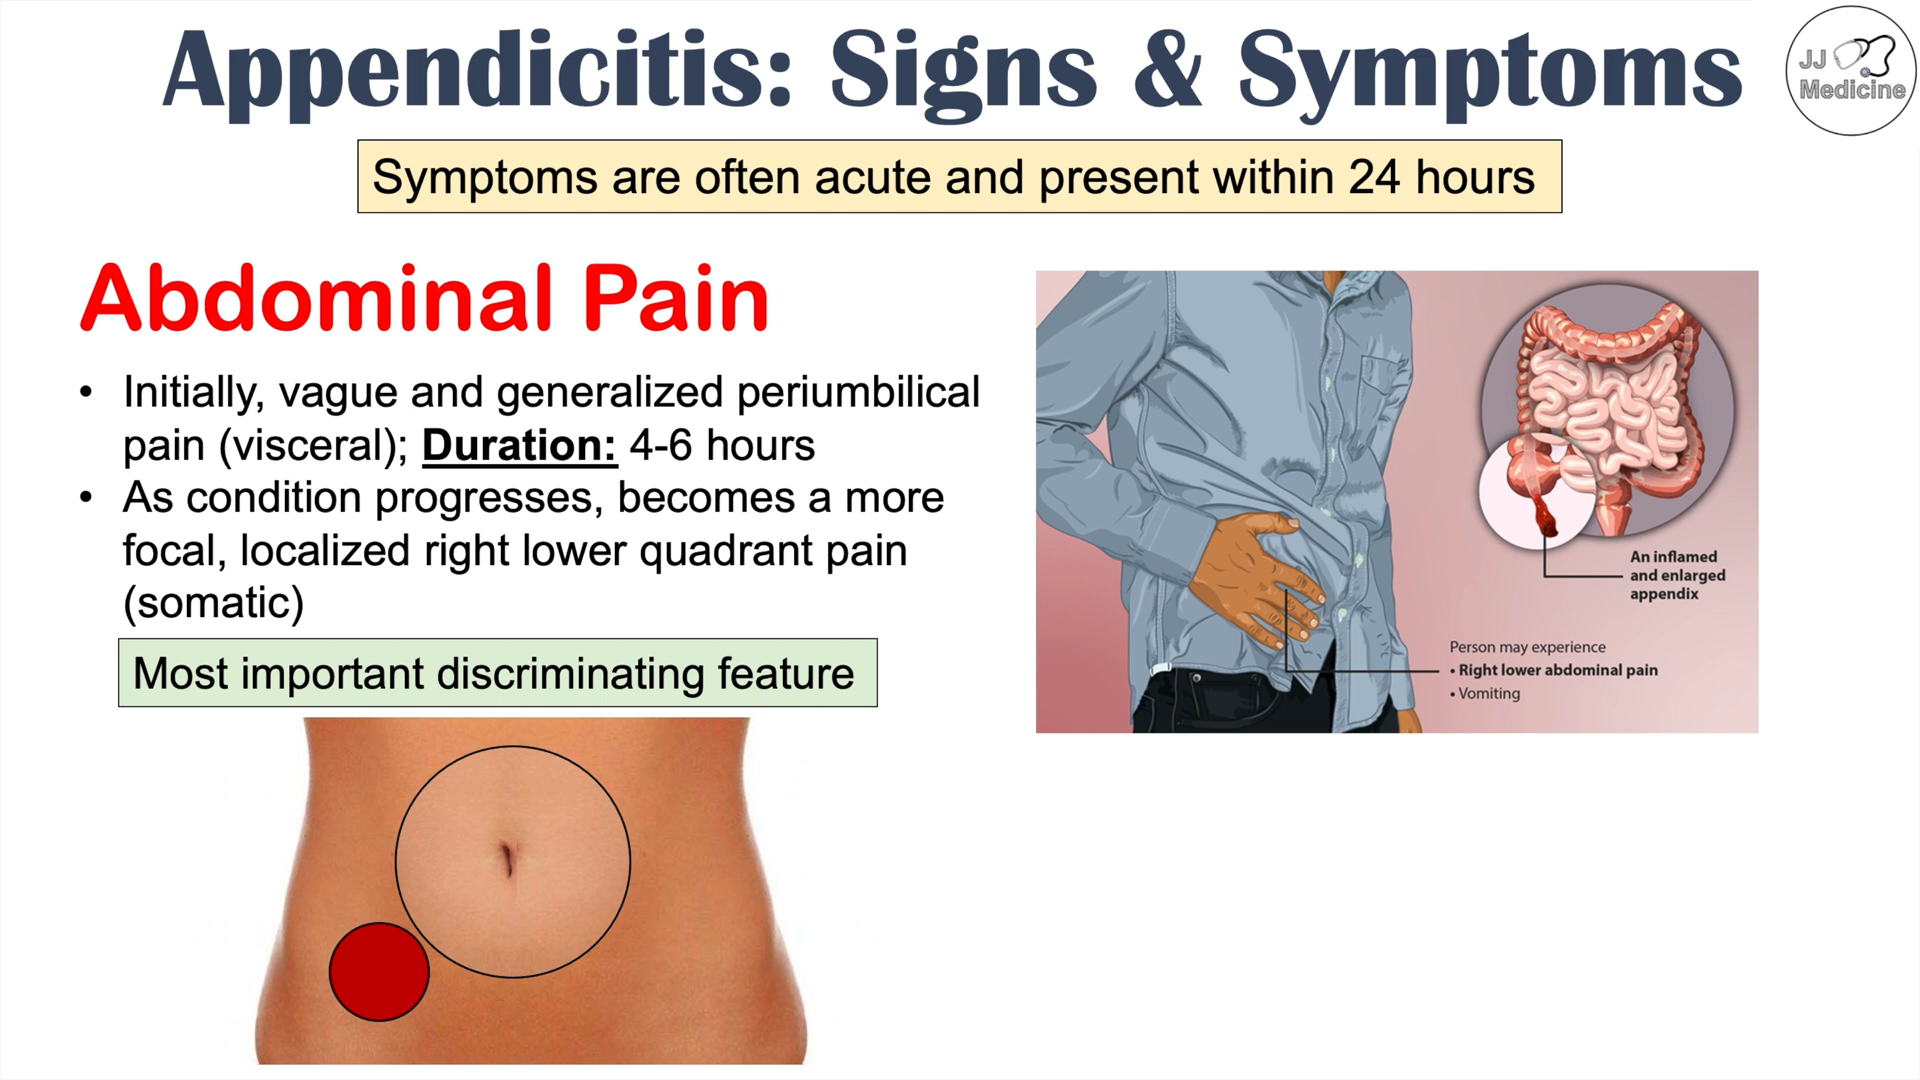 Appendicitis: Signs & Symptoms
JJ
Medicine
Symptoms are often acute and present within 24 hours
Abdominal Pain
• Initially, vague and generalized periumbilical
pain (visceral); Duration: 4-6 hours
• As condition progresses, becomes a more
focal, localized right lower quadrant pain
(somatic)
Most important discriminating feature
An inflamed
and enlarged
appendix
Person may experience
• Right lower abdominal pain
• Vomiting